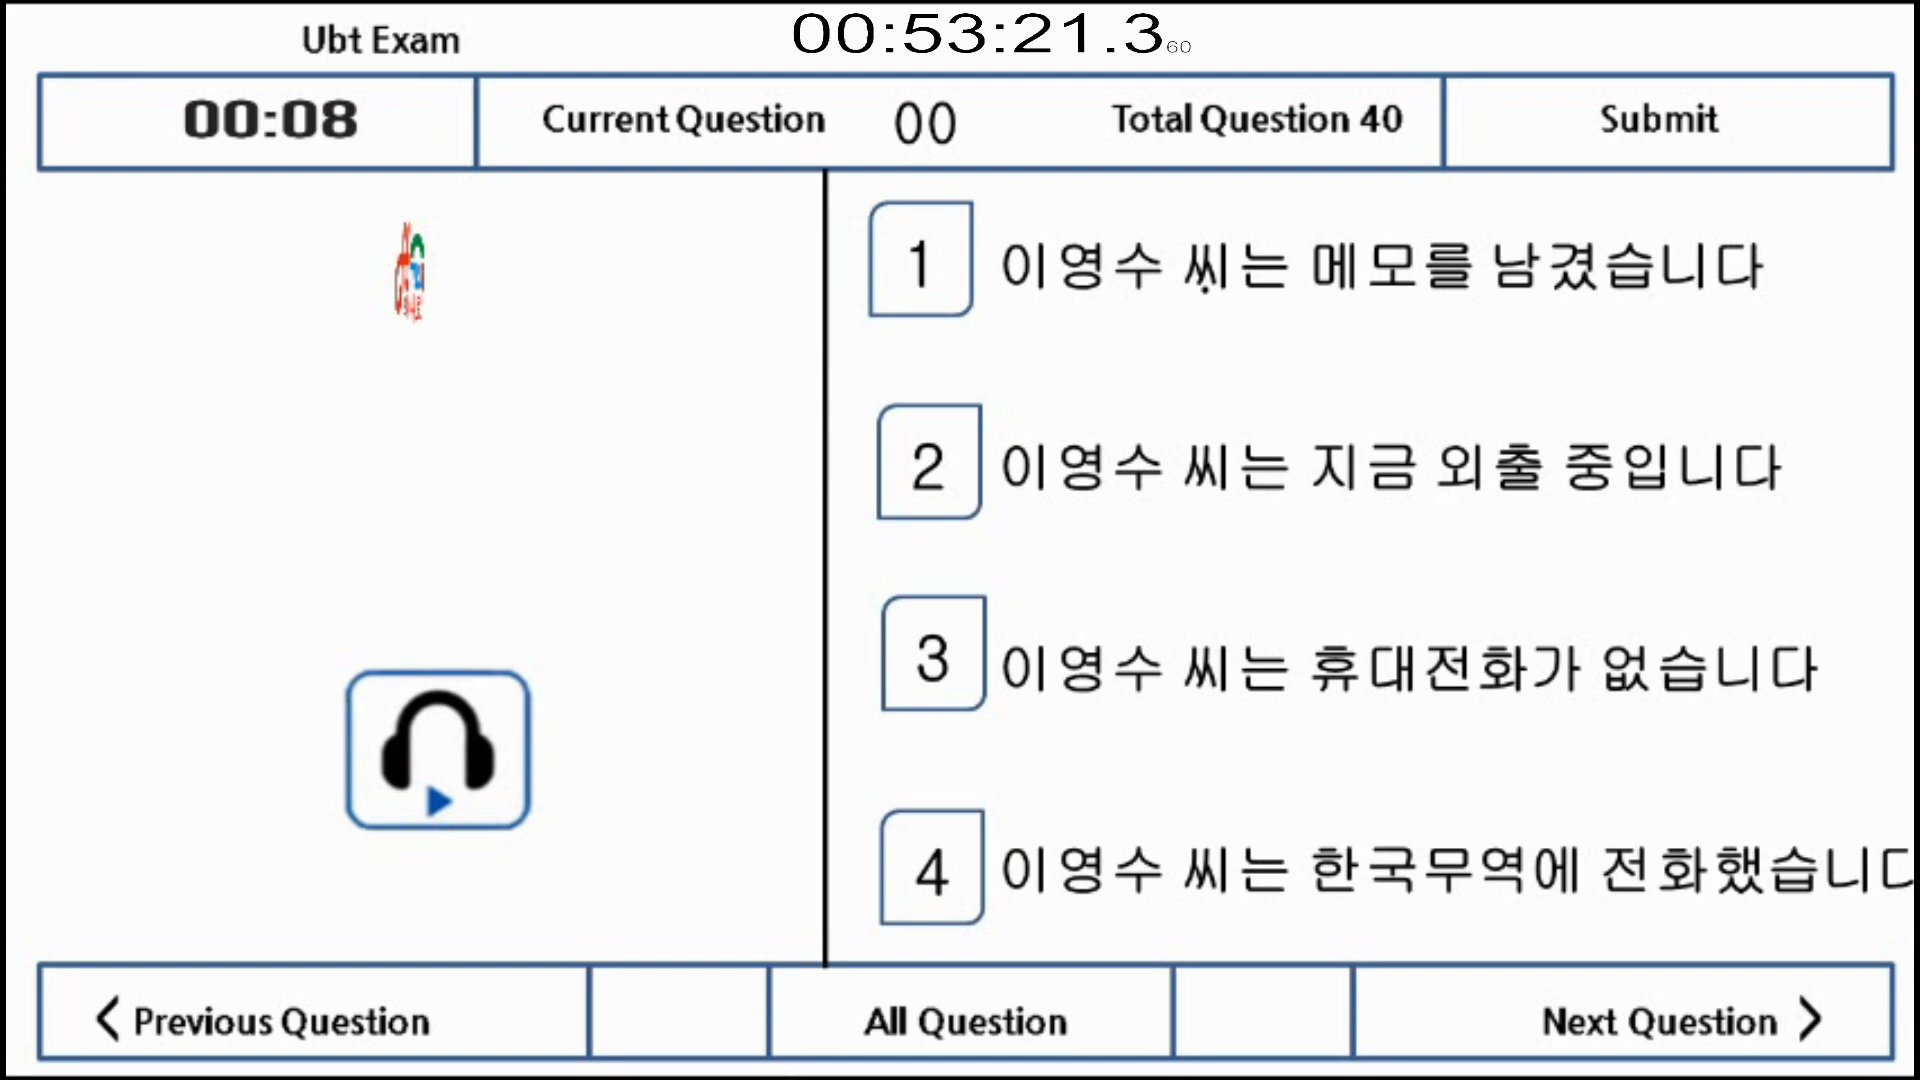 Ubt Exam
00:53:21.360
00:08
Current Question 00 Total Question 40
Submit
1 이영수 씨는 메모를 남겼습니다
2 이영수 씨는 지금 외출 중입니다
3 이영수 씨는 휴대전화가 없습니다
4 이영수 씨는 한국무역에 전화했습니다
Previous Question
All Question
Next Question